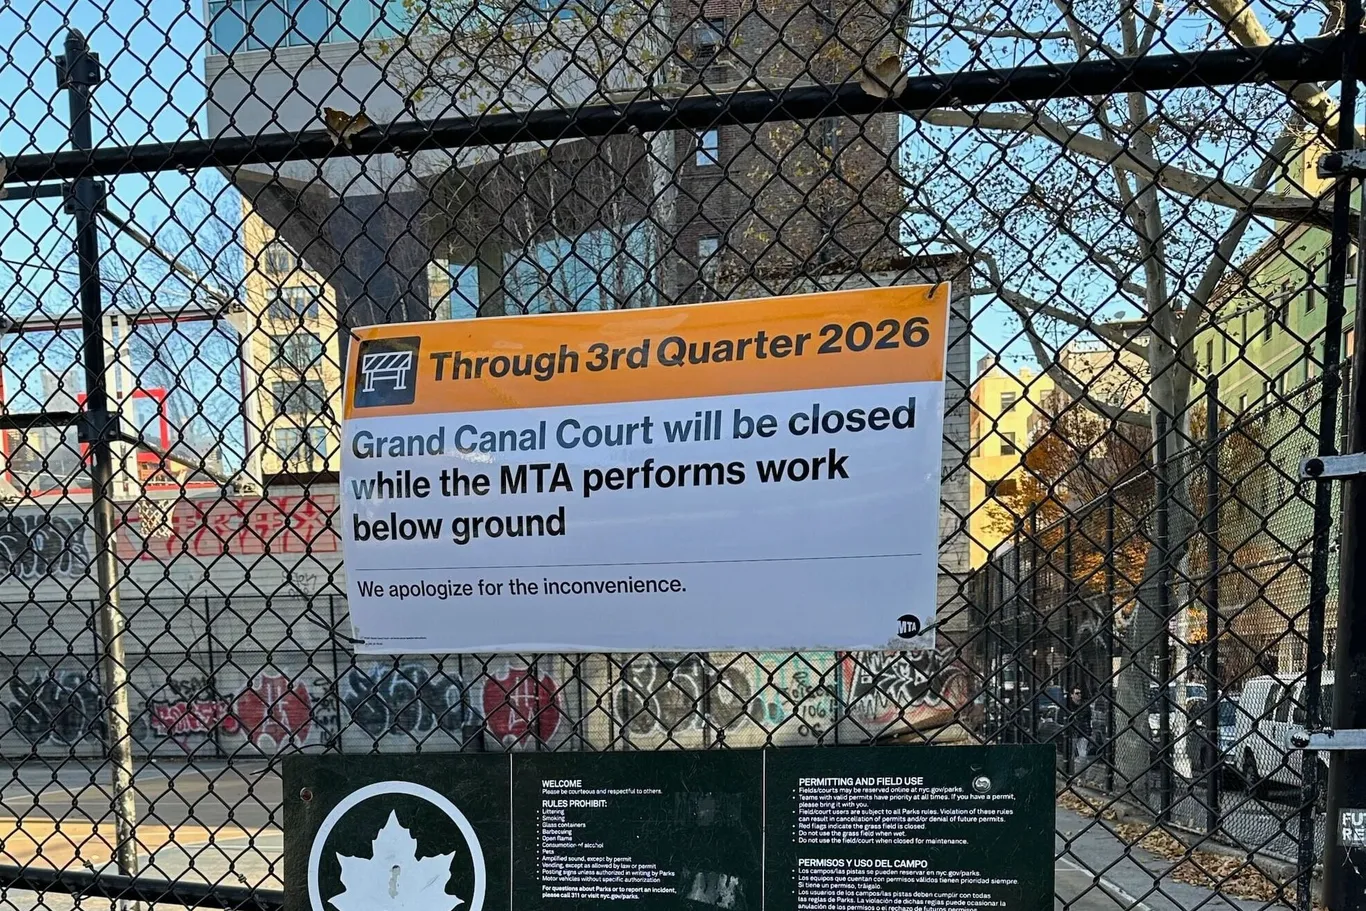 Through 3rd Quarter 2026
Grand Canal Court will be closed
while the MTA performs work
below ground
We apologize for the inconvenience.
MTA
WELCOME
Please be courteous and respectful to others.
RULES PROHIBIT:
• Littering
• Smoking
• Glass containers
• Barbecuing
• Open flame
• Consumption of alcohol
• Pets
• Amplified sound, except by permit
• Vending, except as allowed by law or permit
• Posting signs unless authorized in writing by Parks
• Vehicles without specific authorization
For questions about Parks or to report an incident,
please call 311 or visit nyc.gov/parks.
PERMITTING AND FIELD USE
• Fields/courts may be reserved online at nyc.gov/parks.
• Teams with valid permits have priority at all times. If you have a permit,
please bring it with you.
• Field/court users are subject to all Parks rules. Violation of these rules
can result in cancellation of permits and/or denial of future permits.
• Red flags indicate the grass field is closed.
• Do not use the grass field when wet.
• Do not use the field/court when closed for maintenance.
PERMISOS Y USO DEL CAMPO
• Los campos/las pistas se pueden reservar en nyc.gov/parks.
• Los equipos que cuentan con permisos válidos tienen prioridad siempre.
Si tiene un permiso, tráigalo.
• Los usuarios de los campos/las pistas deben cumplir con todas
las reglas de Parks. La violación de dichas reglas puede ocasionar la
anulación de los permisos o el rechazo de futuros permisos.
FUT
RE